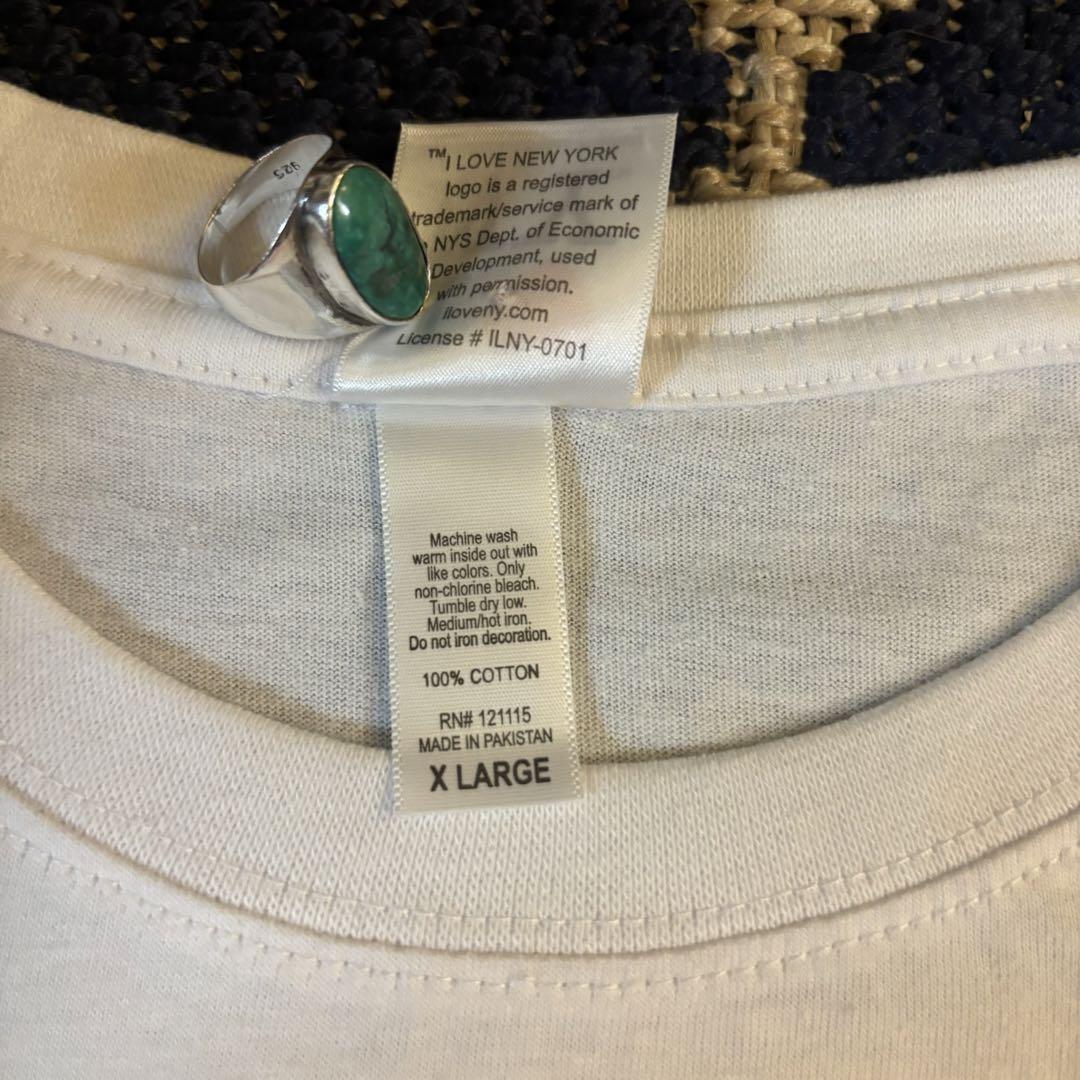 925
™I LOVE NEW YORK
logo is a registered
trademark/service mark of
NYS Dept. of Economic
Development, used
with permission.
iloveny.com
License # ILNY-0701
Machine wash
warm inside out with
like colors. Only
non-chlorine bleach.
Tumble dry low.
Medium/hot iron.
Do not iron decoration.
100% COTTON
RN# 121115
MADE IN PAKISTAN
X LARGE